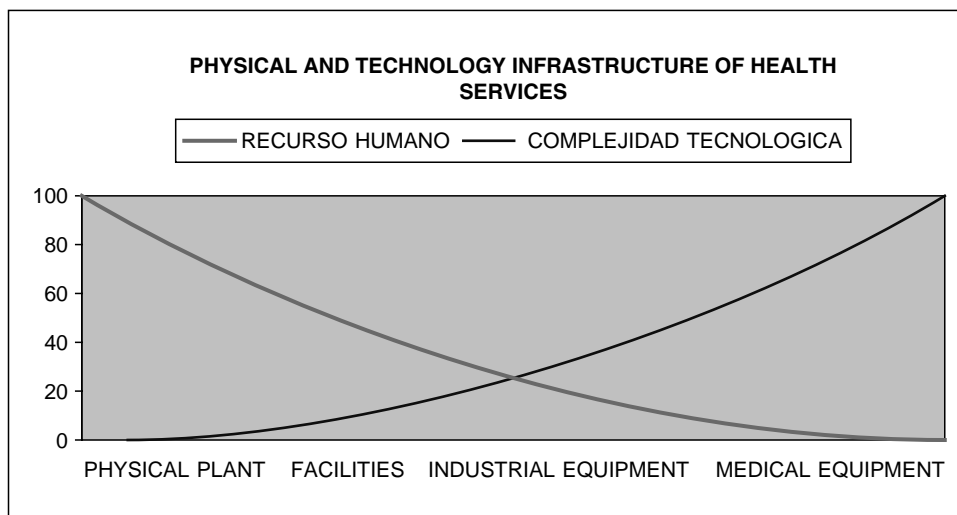 PHYSICAL AND TECHNOLOGY INFRASTRUCTURE OF HEALTH
SERVICES
RECURSO HUMANO COMPLEJIDAD TECNOLOGICA
100
80
60
40
20
0
PHYSICAL PLANT FACILITIES INDUSTRIAL EQUIPMENT MEDICAL EQUIPMENT